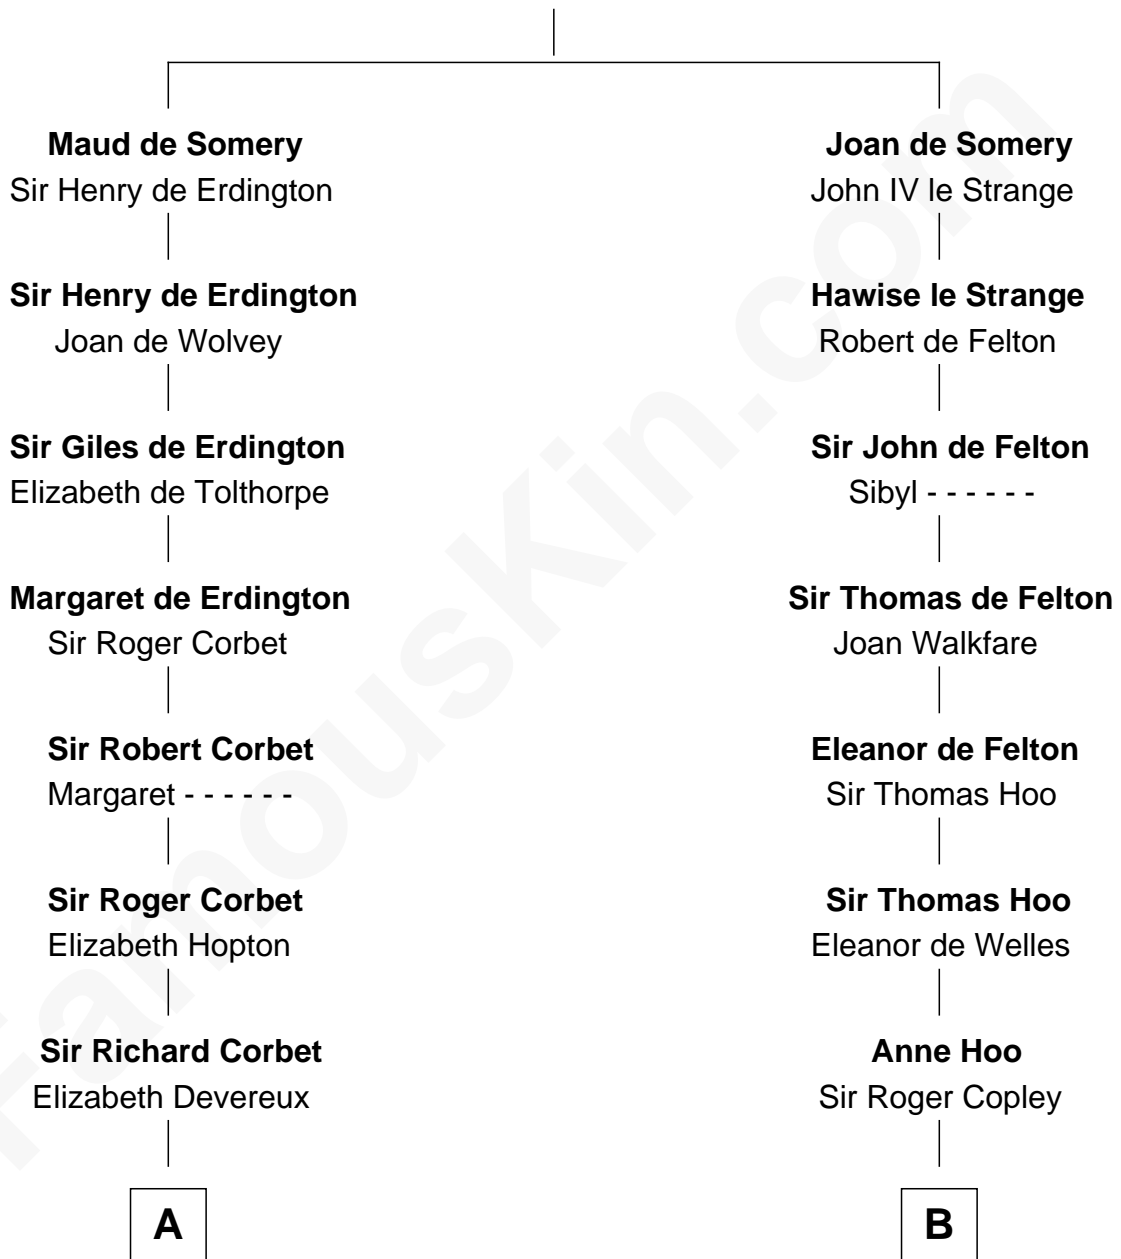 Maud de Somery
Sir Henry de Erdington
Sir Henry de Erdington
Joan de Wolvey
Sir Giles de Erdington
Elizabeth de Tolthorpe
Margaret de Erdington
Sir Roger Corbet
Sir Robert Corbet
Margaret - - - - - -
Sir Roger Corbet
Elizabeth Hopton
Sir Richard Corbet
Elizabeth Devereux
A
Joan de Somery
John IV le Strange
Hawise le Strange
Robert de Felton
Sir John de Felton
Sibyl - - - - - -
Sir Thomas de Felton
Joan Walkfare
Eleanor de Felton
Sir Thomas Hoo
Sir Thomas Hoo
Eleanor de Welles
Anne Hoo
Sir Roger Copley
B
FamousKin.com